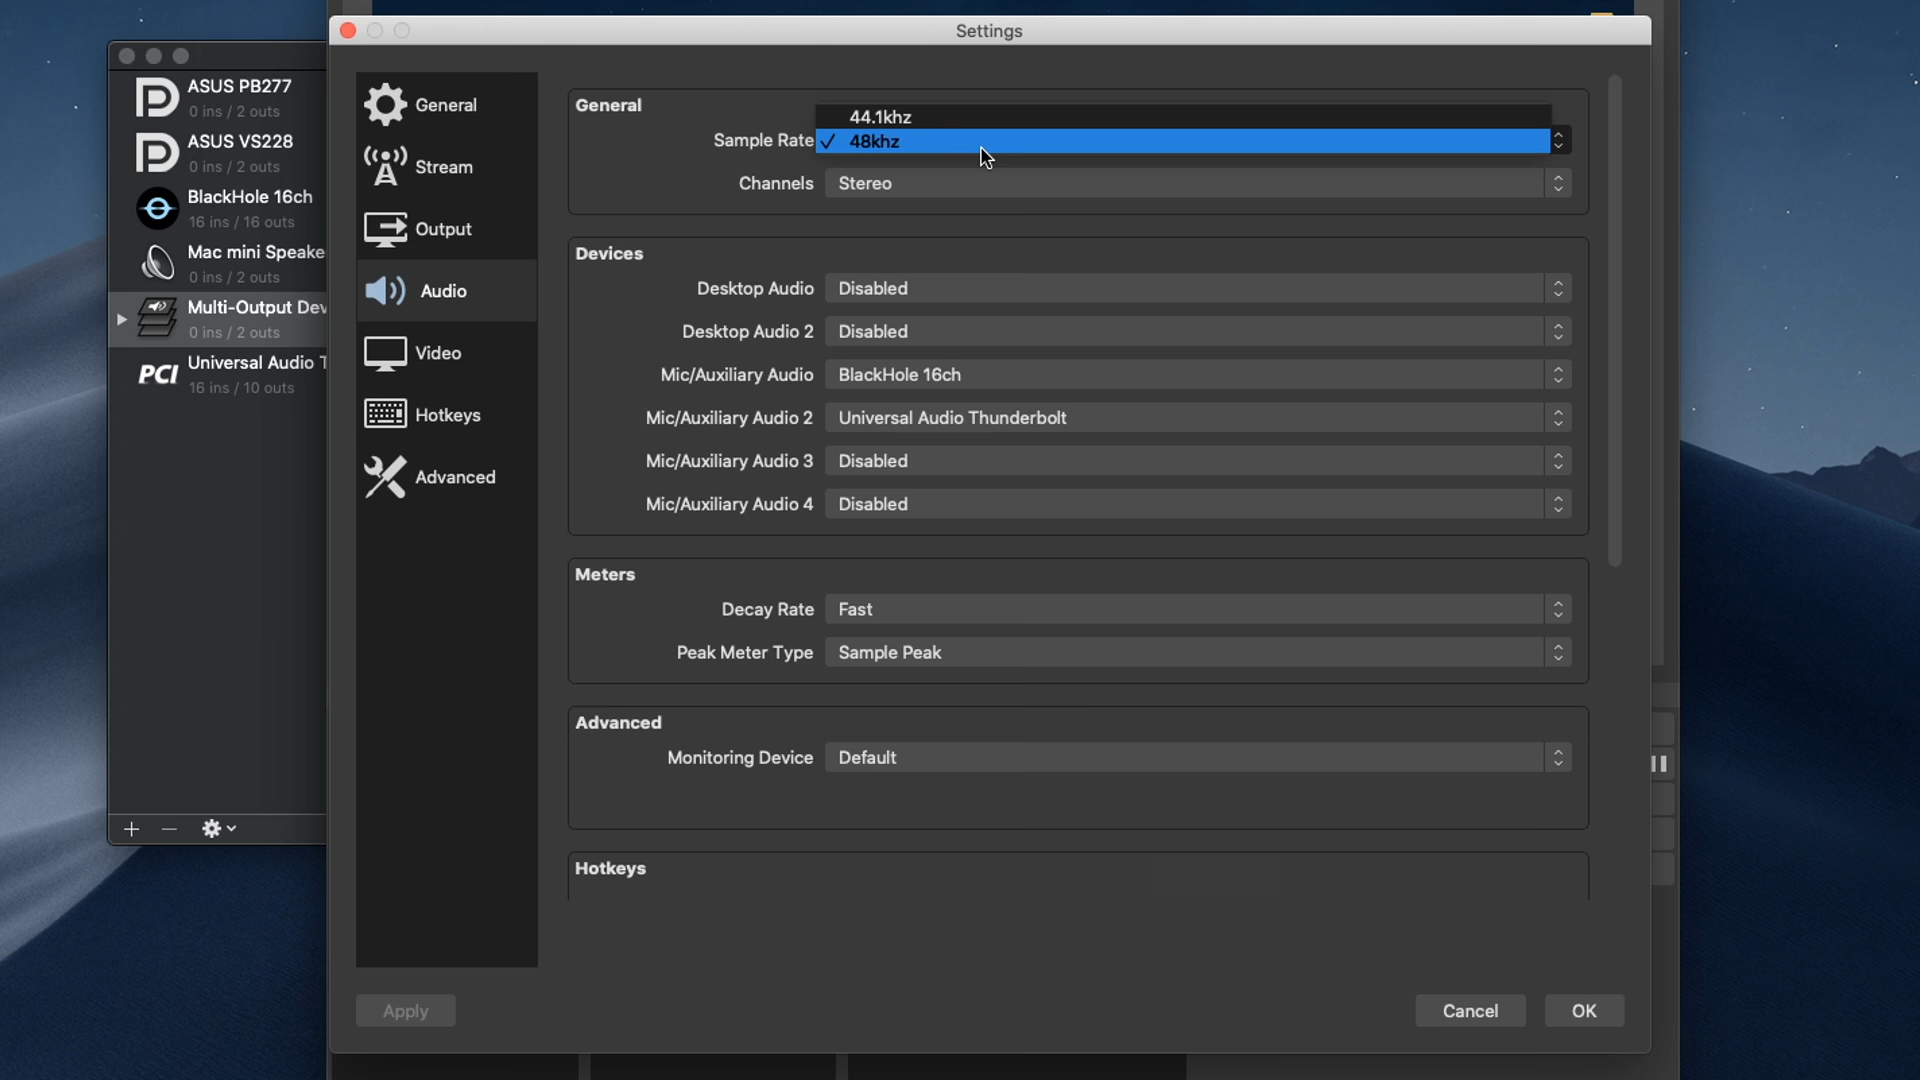 Settings
ASUS PB277
0 ins / 2 outs
ASUS VS228
0 ins / 2 outs
BlackHole 16ch
16 ins / 16 outs
Mac mini Speake
0 ins / 2 outs
Multi-Output Dev
0 ins / 2 outs
PCI
Universal Audio T
16 ins / 10 outs
General
Stream
Output
Audio
Video
Hotkeys
Advanced
General
44.1khz
Sample Rate ✓ 48khz
Channels Stereo
Devices
Desktop Audio Disabled
Desktop Audio 2 Disabled
Mic/Auxiliary Audio BlackHole 16ch
Mic/Auxiliary Audio 2 Universal Audio Thunderbolt
Mic/Auxiliary Audio 3 Disabled
Mic/Auxiliary Audio 4 Disabled
Meters
Decay Rate Fast
Peak Meter Type Sample Peak
Advanced
Monitoring Device Default
Hotkeys
Apply
Cancel
OK